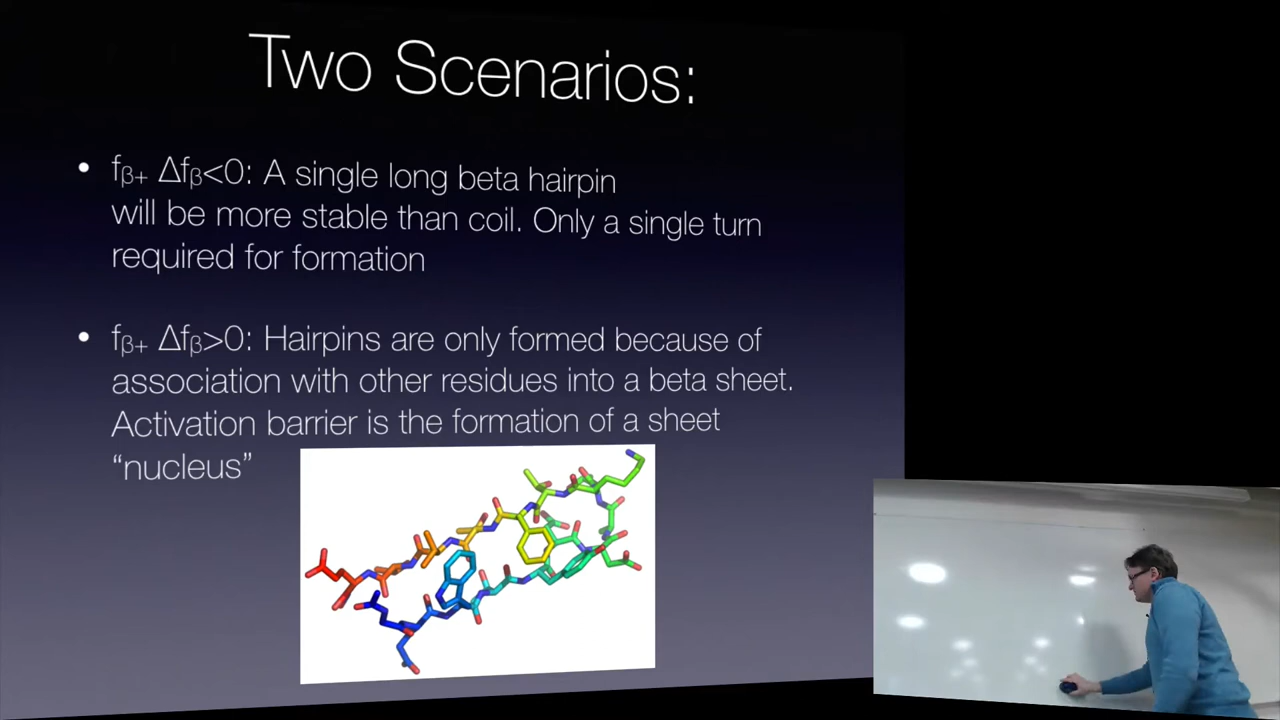 Two Scenarios:
• fβ+ Δfβ<0: A single long beta hairpin
will be more stable than coil. Only a single turn
required for formation
• fβ+ Δfβ>0: Hairpins are only formed because of
association with other residues into a beta sheet.
Activation barrier is the formation of a sheet
“nucleus”